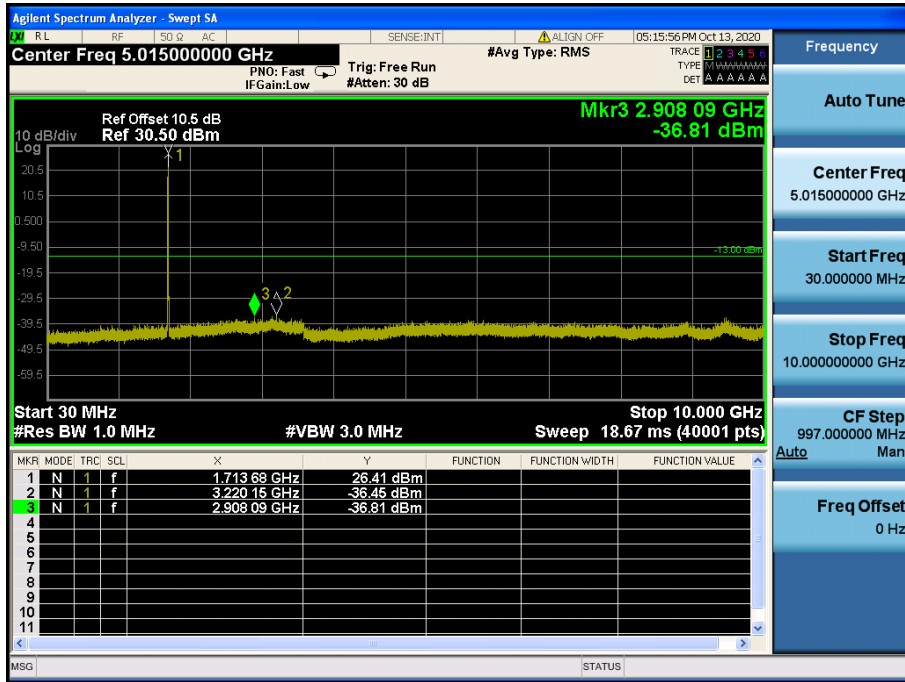 Agilent Spectrum Analyzer - Swept SA
LXI RL RF 50 Ω AC SENSE:INT ALIGN OFF 05:15:56 PM Oct 13, 2020
Center Freq 5.015000000 GHz
PNO: Fast
IFGain:Low
Trig: Free Run
#Atten: 30 dB
#Avg Type: RMS
TRACE 1 2 3 4 5 6
TYPE M WWWWW
DET A A A A A A
Mkr3 2.908 09 GHz
-36.81 dBm
Ref Offset 10.5 dB
10 dB/div Ref 30.50 dBm
Log
1
20.5
10.5
0.500
-9.50
-13.00 dBm
-19.5
-29.5
3 2
-39.5
-49.5
-59.5
Start 30 MHz Stop 10.000 GHz
#Res BW 1.0 MHz #VBW 3.0 MHz Sweep 18.67 ms (40001 pts)
MKR MODE TRC SCL X Y FUNCTION FUNCTION WIDTH FUNCTION VALUE
1 N 1 f 1.713 68 GHz 26.41 dBm
2 N 1 f 3.220 15 GHz -36.45 dBm
3 N 1 f 2.908 09 GHz -36.81 dBm
4
5
6
7
8
9
10
11
MSG STATUS
Frequency
Auto Tune
Center Freq
5.015000000 GHz
Start Freq
30.000000 MHz
Stop Freq
10.000000000 GHz
CF Step
997.000000 MHz
Auto Man
Freq Offset
0 Hz